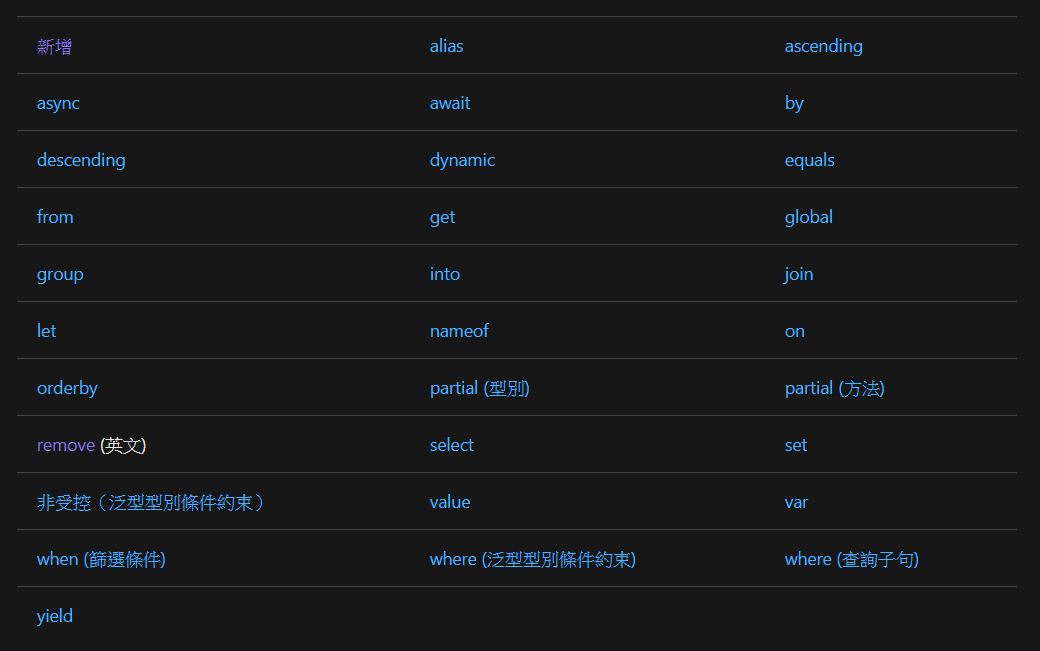 新增 alias ascending
async await by
descending dynamic equals
from get global
group into join
let nameof on
orderby partial (型別) partial (方法)
remove (英文) select set
非受控（泛型型別條件約束） value var
when (篩選條件) where (泛型型別條件約束) where (查詢子句)
yield